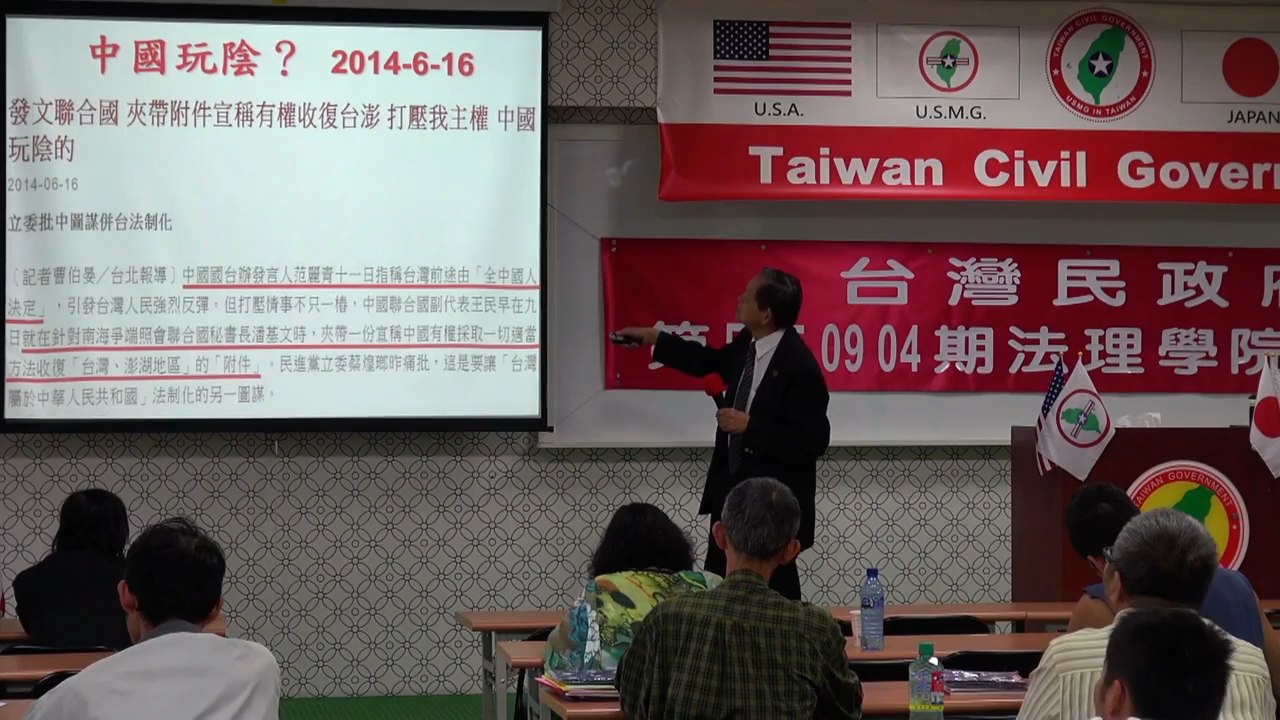 中國玩陰？ 2014-6-16
發文聯合國 夾帶附件宣稱有權收復台澎 打壓我主權 中國
玩陰的
2014-06-16
立委批中圖謀併台法制化
〔記者曹伯晏／台北報導〕中國國台辦發言人范麗青十一日指稱台灣前途由「全中國人
決定」，引發台灣人民強烈反彈。但打壓情事不只一樁，中國聯合國副代表王民早在九
日就在針對南海爭端照會聯合國秘書長潘基文時，夾帶一份宣稱中國有權採取一切適當
方法收復「台灣、澎湖地區」的「附件」。民進黨立委蔡煌瑯昨痛批，這是要讓「台灣
屬於中華人民共和國」法制化的另一圖謀。
U.S.A.
U.S.M.G.
TAIWAN CIVIL GOVERNMENT
USMG IN TAIWAN
JAPAN
Taiwan Civil Gover
台灣民政府
第 09 04 期法理學院
TAIWAN GOVERNMENT